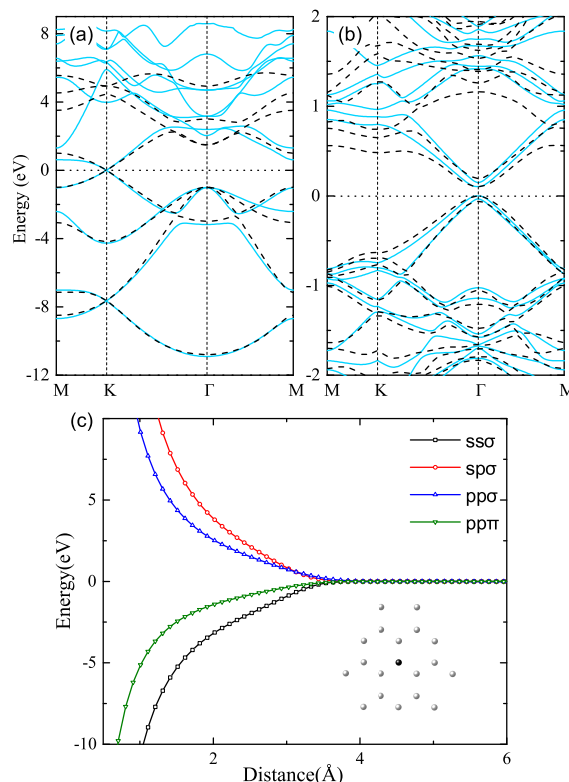 (a) (b)
8
4
0
-4
-8
-12
Energy (eV)
M K Γ M
2
1
0
-1
-2
M K Γ M
(c)
ssσ
spσ
ppσ
ppπ
5
0
-5
-10
Energy(eV)
2 4 6
Distance(Å)